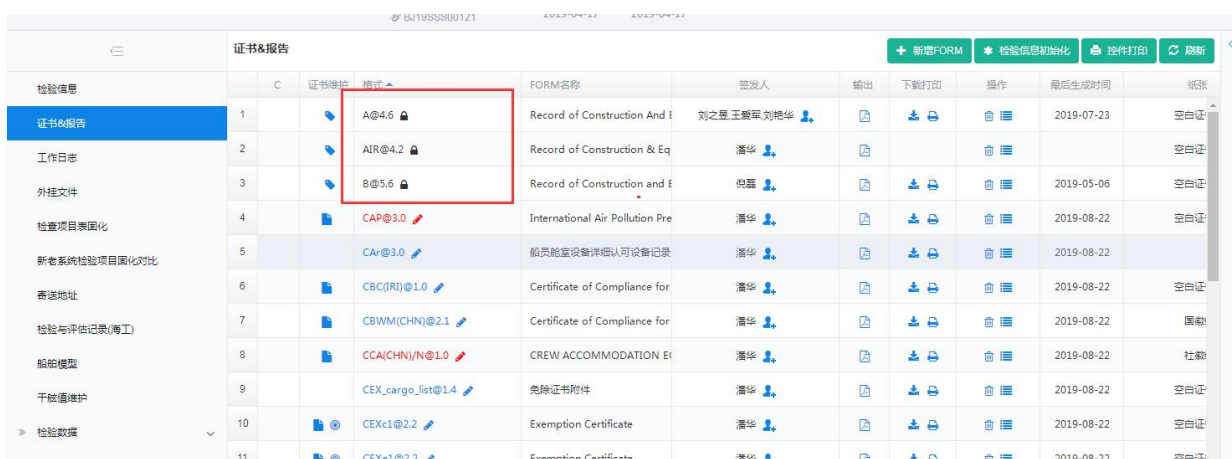 BJ19SSS00121 2019-04-17 2019-04-17
证书&报告 新增FORM 检验信息初始化 控件打印 刷新
检验信息
证书&报告
工作日志
外挂文件
检查项目表固化
新老系统检验项目固化对比
寄送地址
检验与评估记录(海工)
船舶模型
干舷值维护
检验数据
C 证书维护 格式 FORM名称 签发人 输出 下载打印 操作 最后生成时间 纸张
1 A@4.6 Record of Construction And E 刘之昱,王爱军,刘艳华 2019-07-23 空白证
2 AIR@4.2 Record of Construction & Eq 潘华 空白证
3 B@5.6 Record of Construction and E 倪磊 2019-05-06 空白证
4 CAP@3.0 International Air Pollution Pre 潘华 2019-08-22 空白证
5 CAr@3.0 船员舱室设备详细认可设备记录 潘华 2019-08-22
6 CBC(IRI)@1.0 Certificate of Compliance for 潘华 2019-08-22 空白证
7 CBWM(CHN)@2.1 Certificate of Compliance for 潘华 2019-08-22 国徽
8 CCA(CHN)/N@1.0 CREW ACCOMMODATION E 潘华 2019-08-22 社徽
9 CEX_cargo_list@1.4 免除证书附件 潘华 2019-08-22 空白证
10 CEXc1@2.2 Exemption Certificate 潘华 2019-08-22 空白证
11 Exemption Certificate 潘华 2019-08-22 空白证